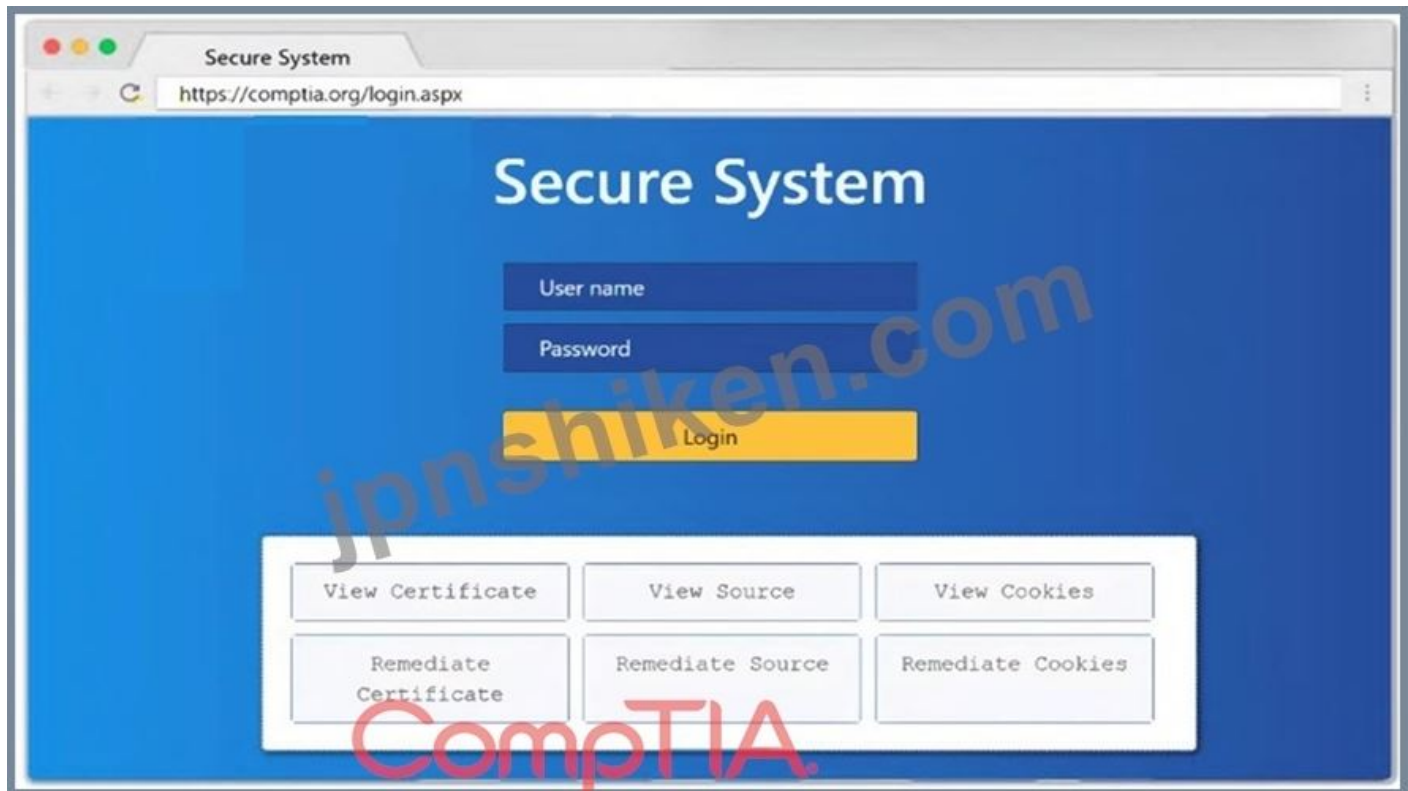 Secure System
https://comptia.org/login.aspx
Secure System
User name
Password
Login
jpnshiken.com
View Certificate
View Source
View Cookies
Remediate
Certificate
Remediate Source
Remediate Cookies
CompTIA.